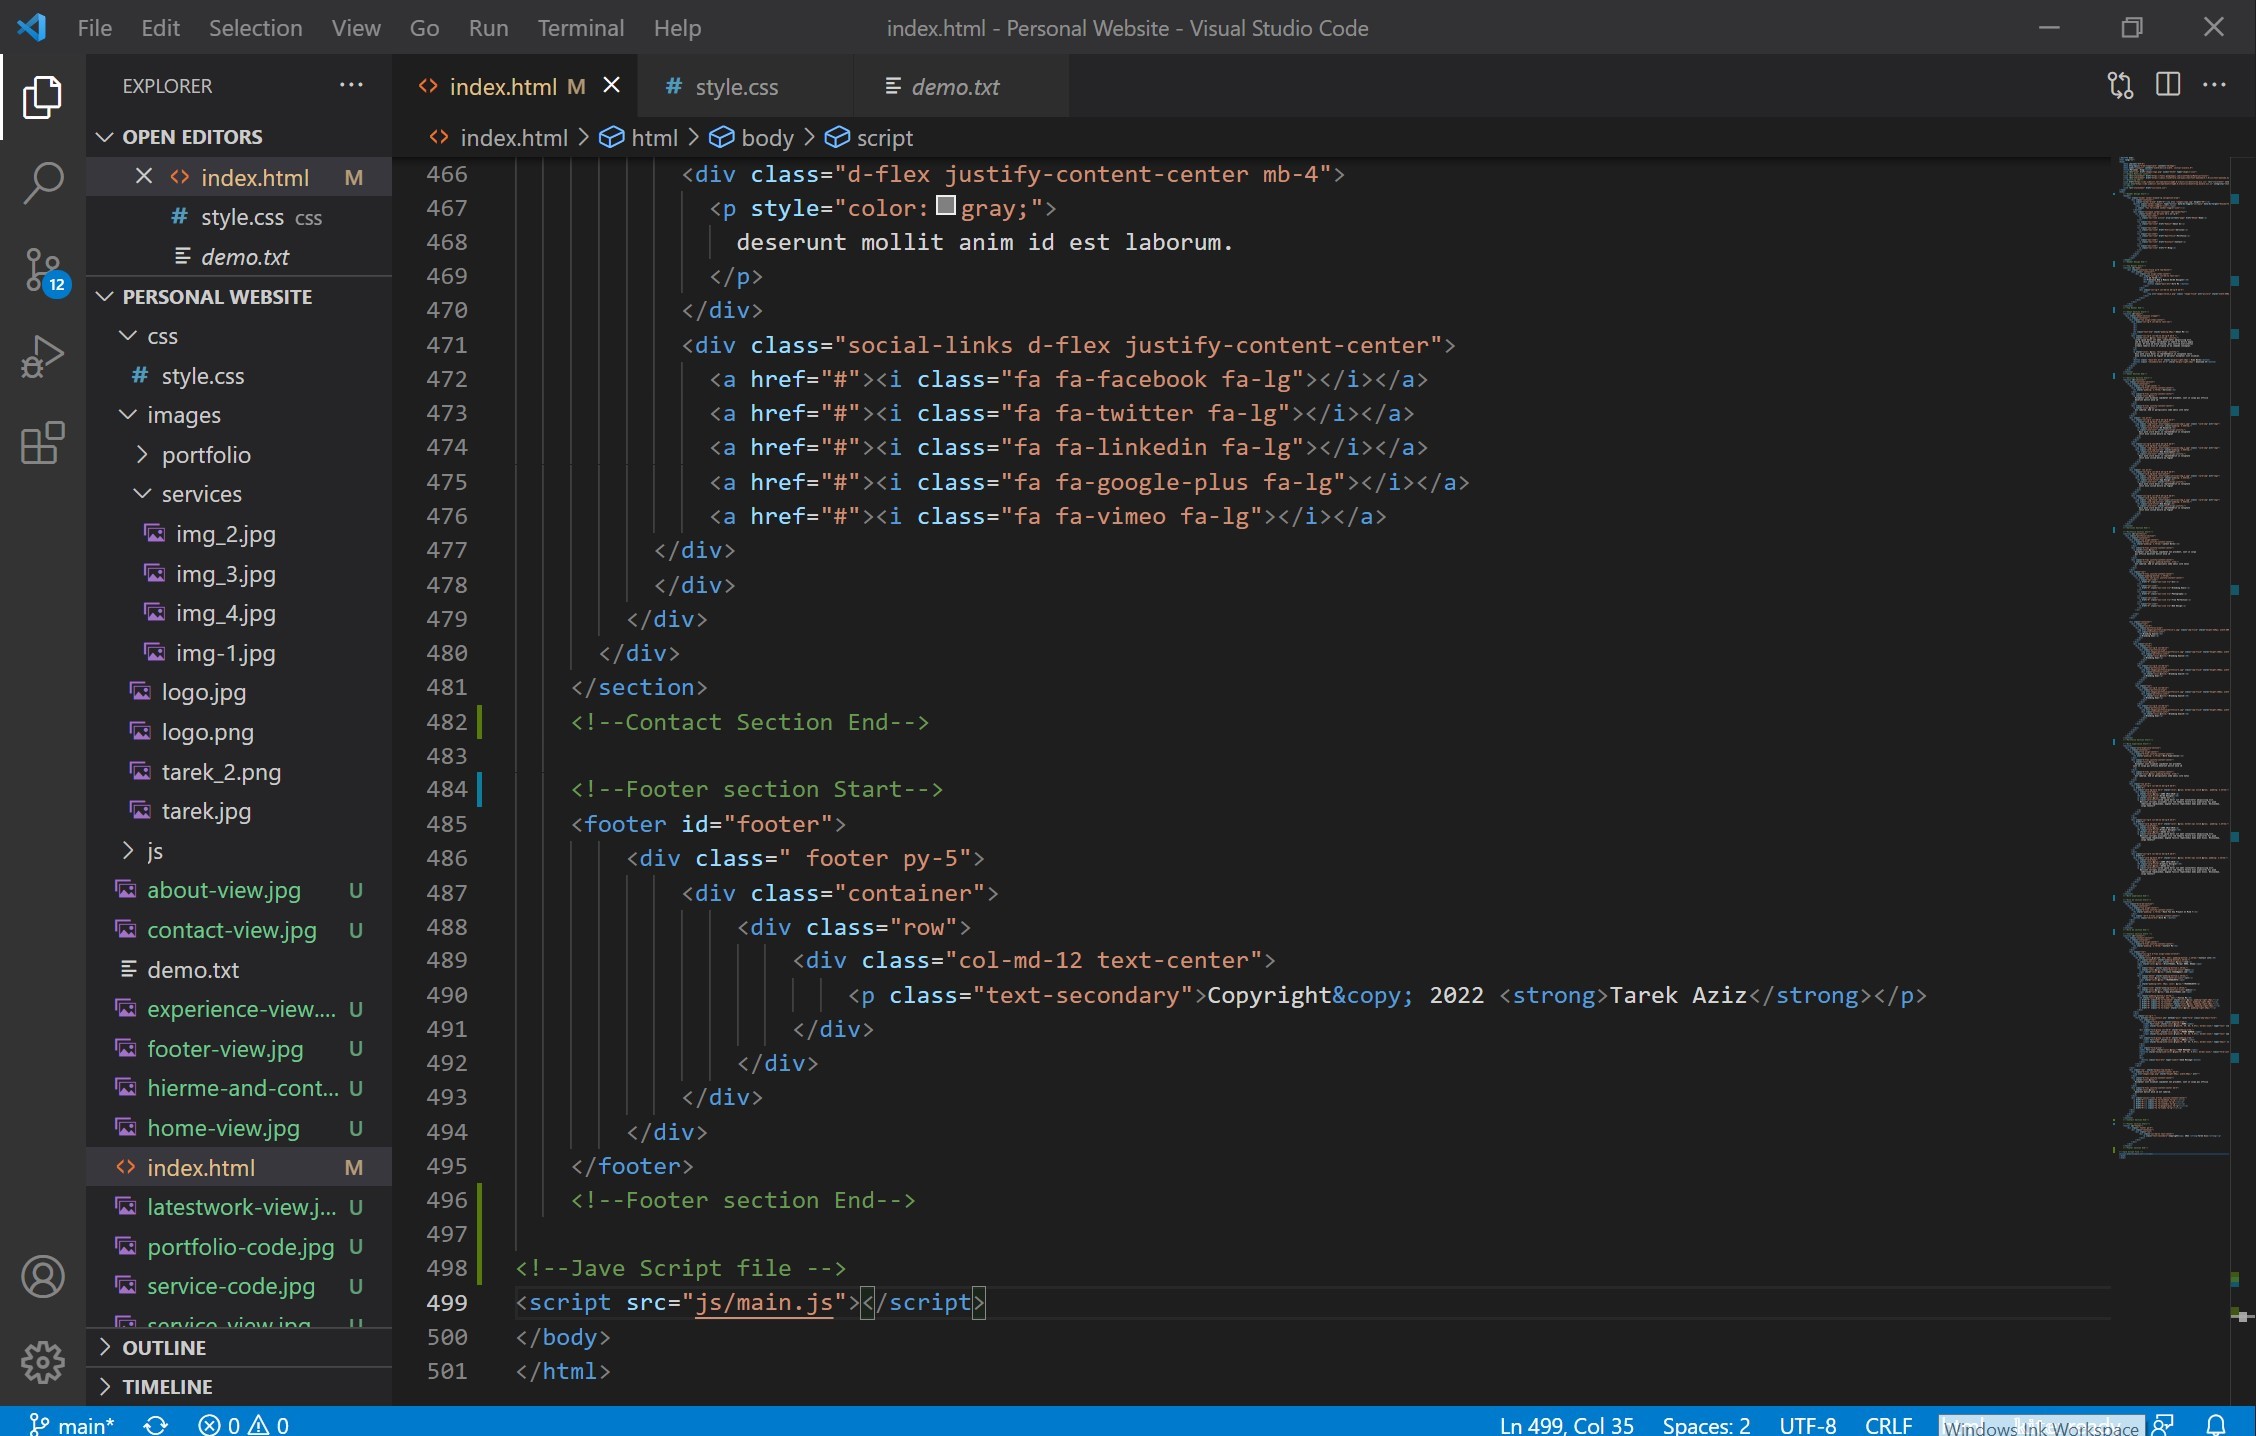 File Edit Selection View Go Run Terminal Help index.html - Personal Website - Visual Studio Code
EXPLORER
OPEN EDITORS
index.html M
style.css css
demo.txt
PERSONAL WEBSITE
css
style.css
images
portfolio
services
img_2.jpg
img_3.jpg
img_4.jpg
img-1.jpg
logo.jpg
logo.png
tarek_2.png
tarek.jpg
js
about-view.jpg U
contact-view.jpg U
demo.txt
experience-view.... U
footer-view.jpg U
hierme-and-cont... U
home-view.jpg U
index.html M
latestwork-view.j... U
portfolio-code.jpg U
service-code.jpg U
service-view.jpg U
OUTLINE
TIMELINE
12
index.html M style.css demo.txt
index.html > html > body > script
466 <div class="d-flex justify-content-center mb-4">
467 <p style="color: gray;">
468 deserunt mollit anim id est laborum.
469 </p>
470 </div>
471 <div class="social-links d-flex justify-content-center">
472 <a href="#"><i class="fa fa-facebook fa-lg"></i></a>
473 <a href="#"><i class="fa fa-twitter fa-lg"></i></a>
474 <a href="#"><i class="fa fa-linkedin fa-lg"></i></a>
475 <a href="#"><i class="fa fa-google-plus fa-lg"></i></a>
476 <a href="#"><i class="fa fa-vimeo fa-lg"></i></a>
477 </div>
478 </div>
479 </div>
480 </div>
481 </section>
482 <!--Contact Section End-->
483
484 <!--Footer section Start-->
485 <footer id="footer">
486 <div class=" footer py-5">
487 <div class="container">
488 <div class="row">
489 <div class="col-md-12 text-center">
490 <p class="text-secondary">Copyright&copy; 2022 <strong>Tarek Aziz</strong></p>
491 </div>
492 </div>
493 </div>
494 </div>
495 </footer>
496 <!--Footer section End-->
497
498 <!--Jave Script file -->
499 <script src="js/main.js"></script>
500 </body>
501 </html>
main* 0 0 Ln 499, Col 35 Spaces: 2 UTF-8 CRLF Windows Ink Workspace